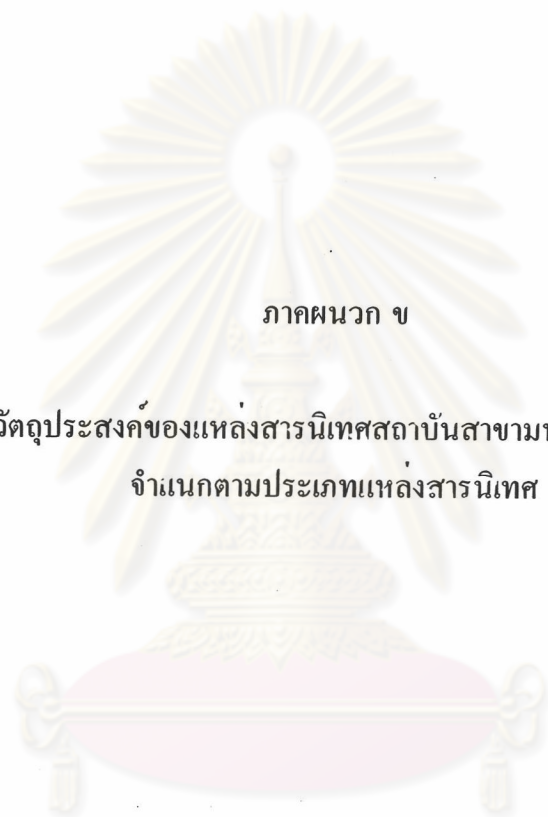 ภาคผนวก ข
วัตถุประสงค์ของแหล่งสารนิเทศสถาบันสาขามน
จำแนกตามประเภทแหล่งสารนิเทศ